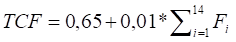 TCF = 0,65 + 0,01* ∑_{i=1}^{14} F_i